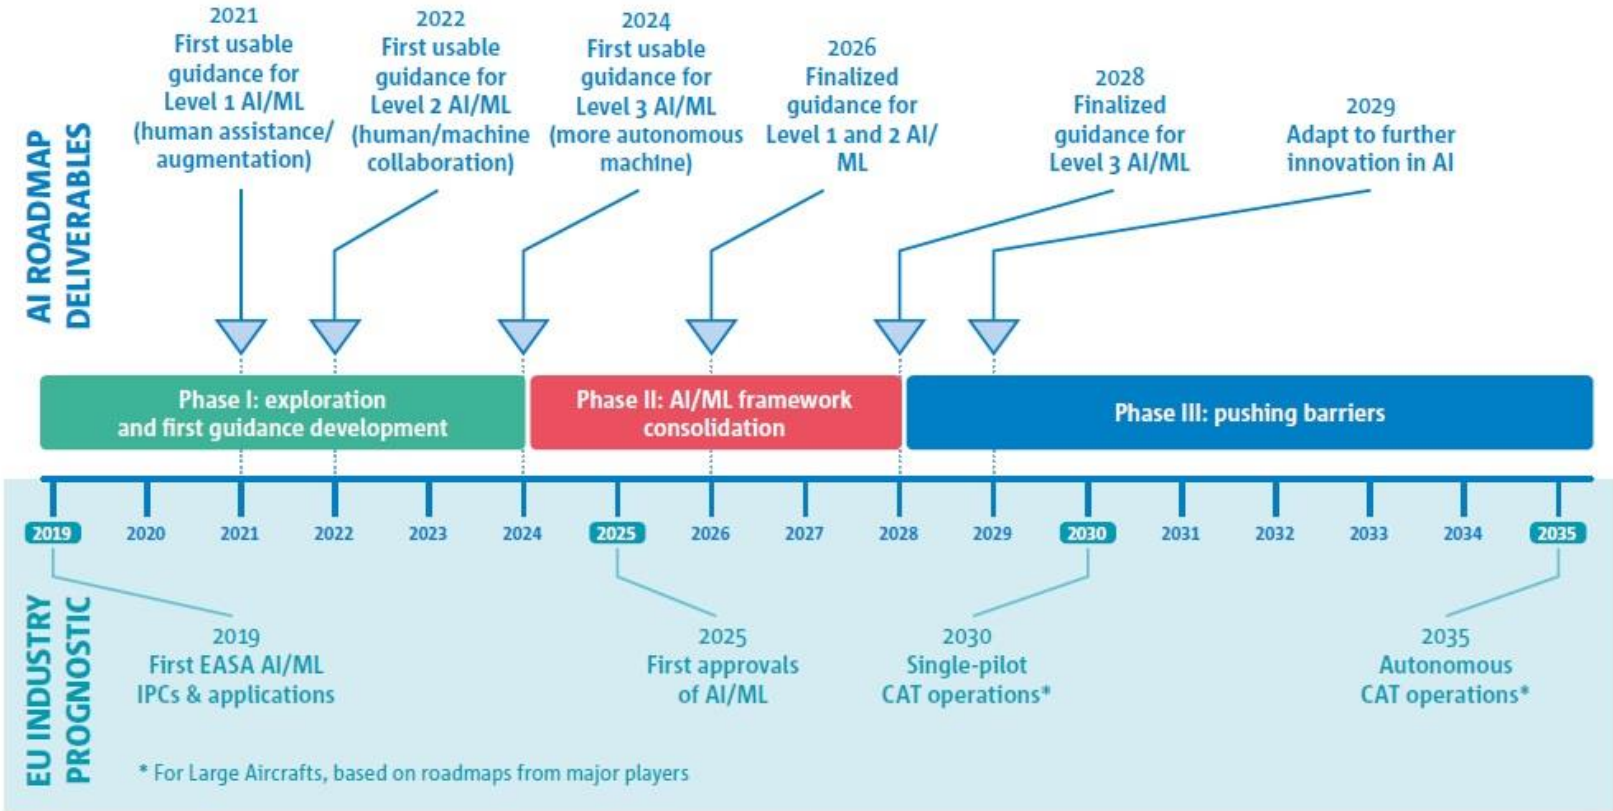 AI ROADMAP
DELIVERABLES
2021
First usable
guidance for
Level 1 AI/ML
(human assistance/
augmentation)
2022
First usable
guidance for
Level 2 AI/ML
(human/machine
collaboration)
2024
First usable
guidance for
Level 3 AI/ML
(more autonomous
machine)
2026
Finalized
guidance for
Level 1 and 2 AI/
ML
2028
Finalized
guidance for
Level 3 AI/ML
2029
Adapt to further
innovation in AI
Phase I: exploration
and first guidance development
Phase II: AI/ML framework
consolidation
Phase III: pushing barriers
2019 2020 2021 2022 2023 2024 2025 2026 2027 2028 2029 2030 2031 2032 2033 2034 2035
EU INDUSTRY
PROGNOSTIC
2019
First EASA AI/ML
IPCs & applications
2025
First approvals
of AI/ML
2030
Single-pilot
CAT operations*
2035
Autonomous
CAT operations*
* For Large Aircrafts, based on roadmaps from major players